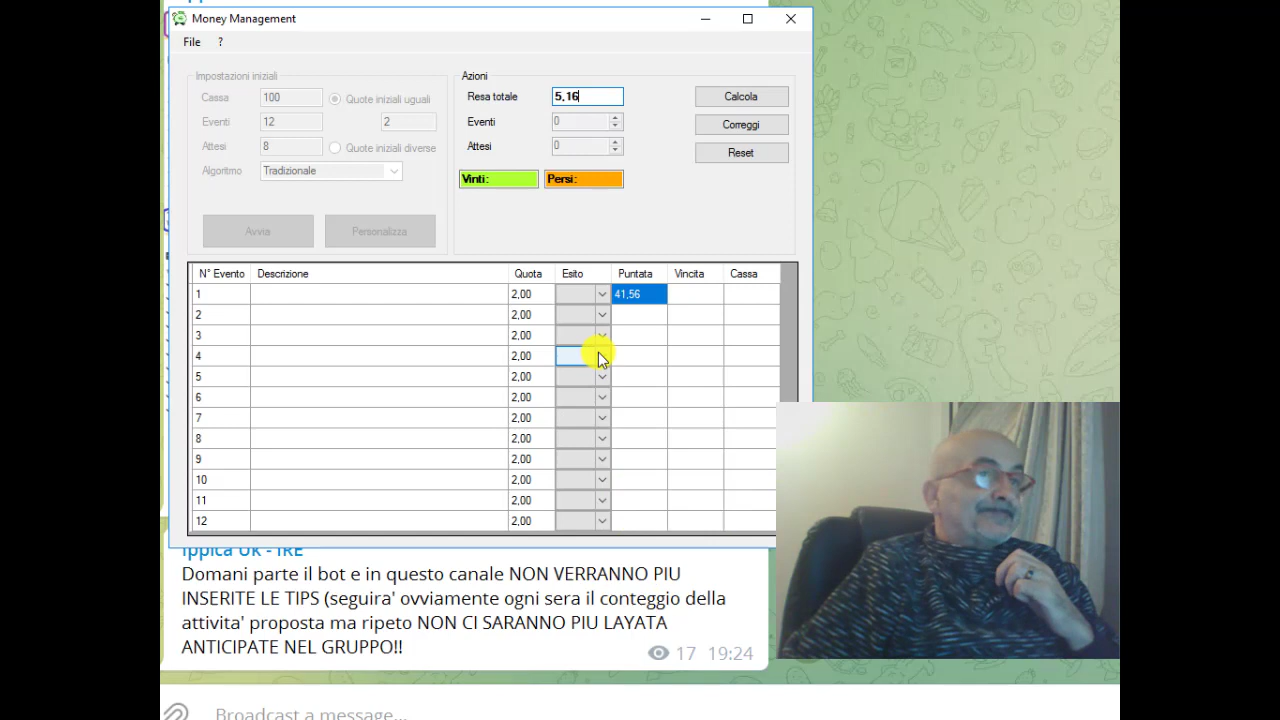 Money Management
File ?
Impostazioni iniziali
Cassa 100 Quote iniziali uguali
Eventi 12 2
Attesi 8 Quote iniziali diverse
Algoritmo Tradizionale
Avvia Personalizza
Azioni
Resa totale 5,16 Calcola
Eventi 0 Correggi
Attesi 0 Reset
Vinti: Persi:
N° Evento Descrizione Quota Esito Puntata Vincita Cassa
1 2,00 41,56
2 2,00
3 2,00
4 2,00
5 2,00
6 2,00
7 2,00
8 2,00
9 2,00
10 2,00
11 2,00
12 2,00
Ippica Uk - IRE
Domani parte il bot e in questo canale NON VERRANNO PIU
INSERITE LE TIPS (seguira' ovviamente ogni sera il conteggio della
attivita' proposta ma ripeto NON CI SARANNO PIU LAYATA
ANTICIPATE NEL GRUPPO!!
17 19:24
Broadcast a message...